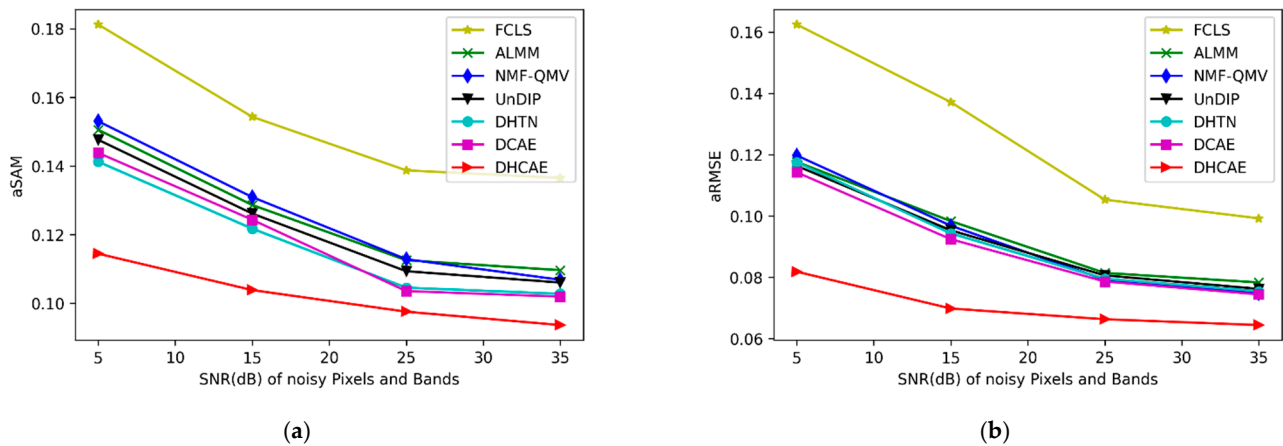 0.18
0.16
0.14
0.12
0.10
aSAM
5
10
15
20
25
30
35
SNR(dB) of noisy Pixels and Bands
FCLS
ALMM
NMF-QMV
UnDIP
DHTN
DCAE
DHCAE
(a)
0.16
0.14
0.12
0.10
0.08
0.06
aRMSE
5
10
15
20
25
30
35
SNR(dB) of noisy Pixels and Bands
FCLS
ALMM
NMF-QMV
UnDIP
DHTN
DCAE
DHCAE
(b)